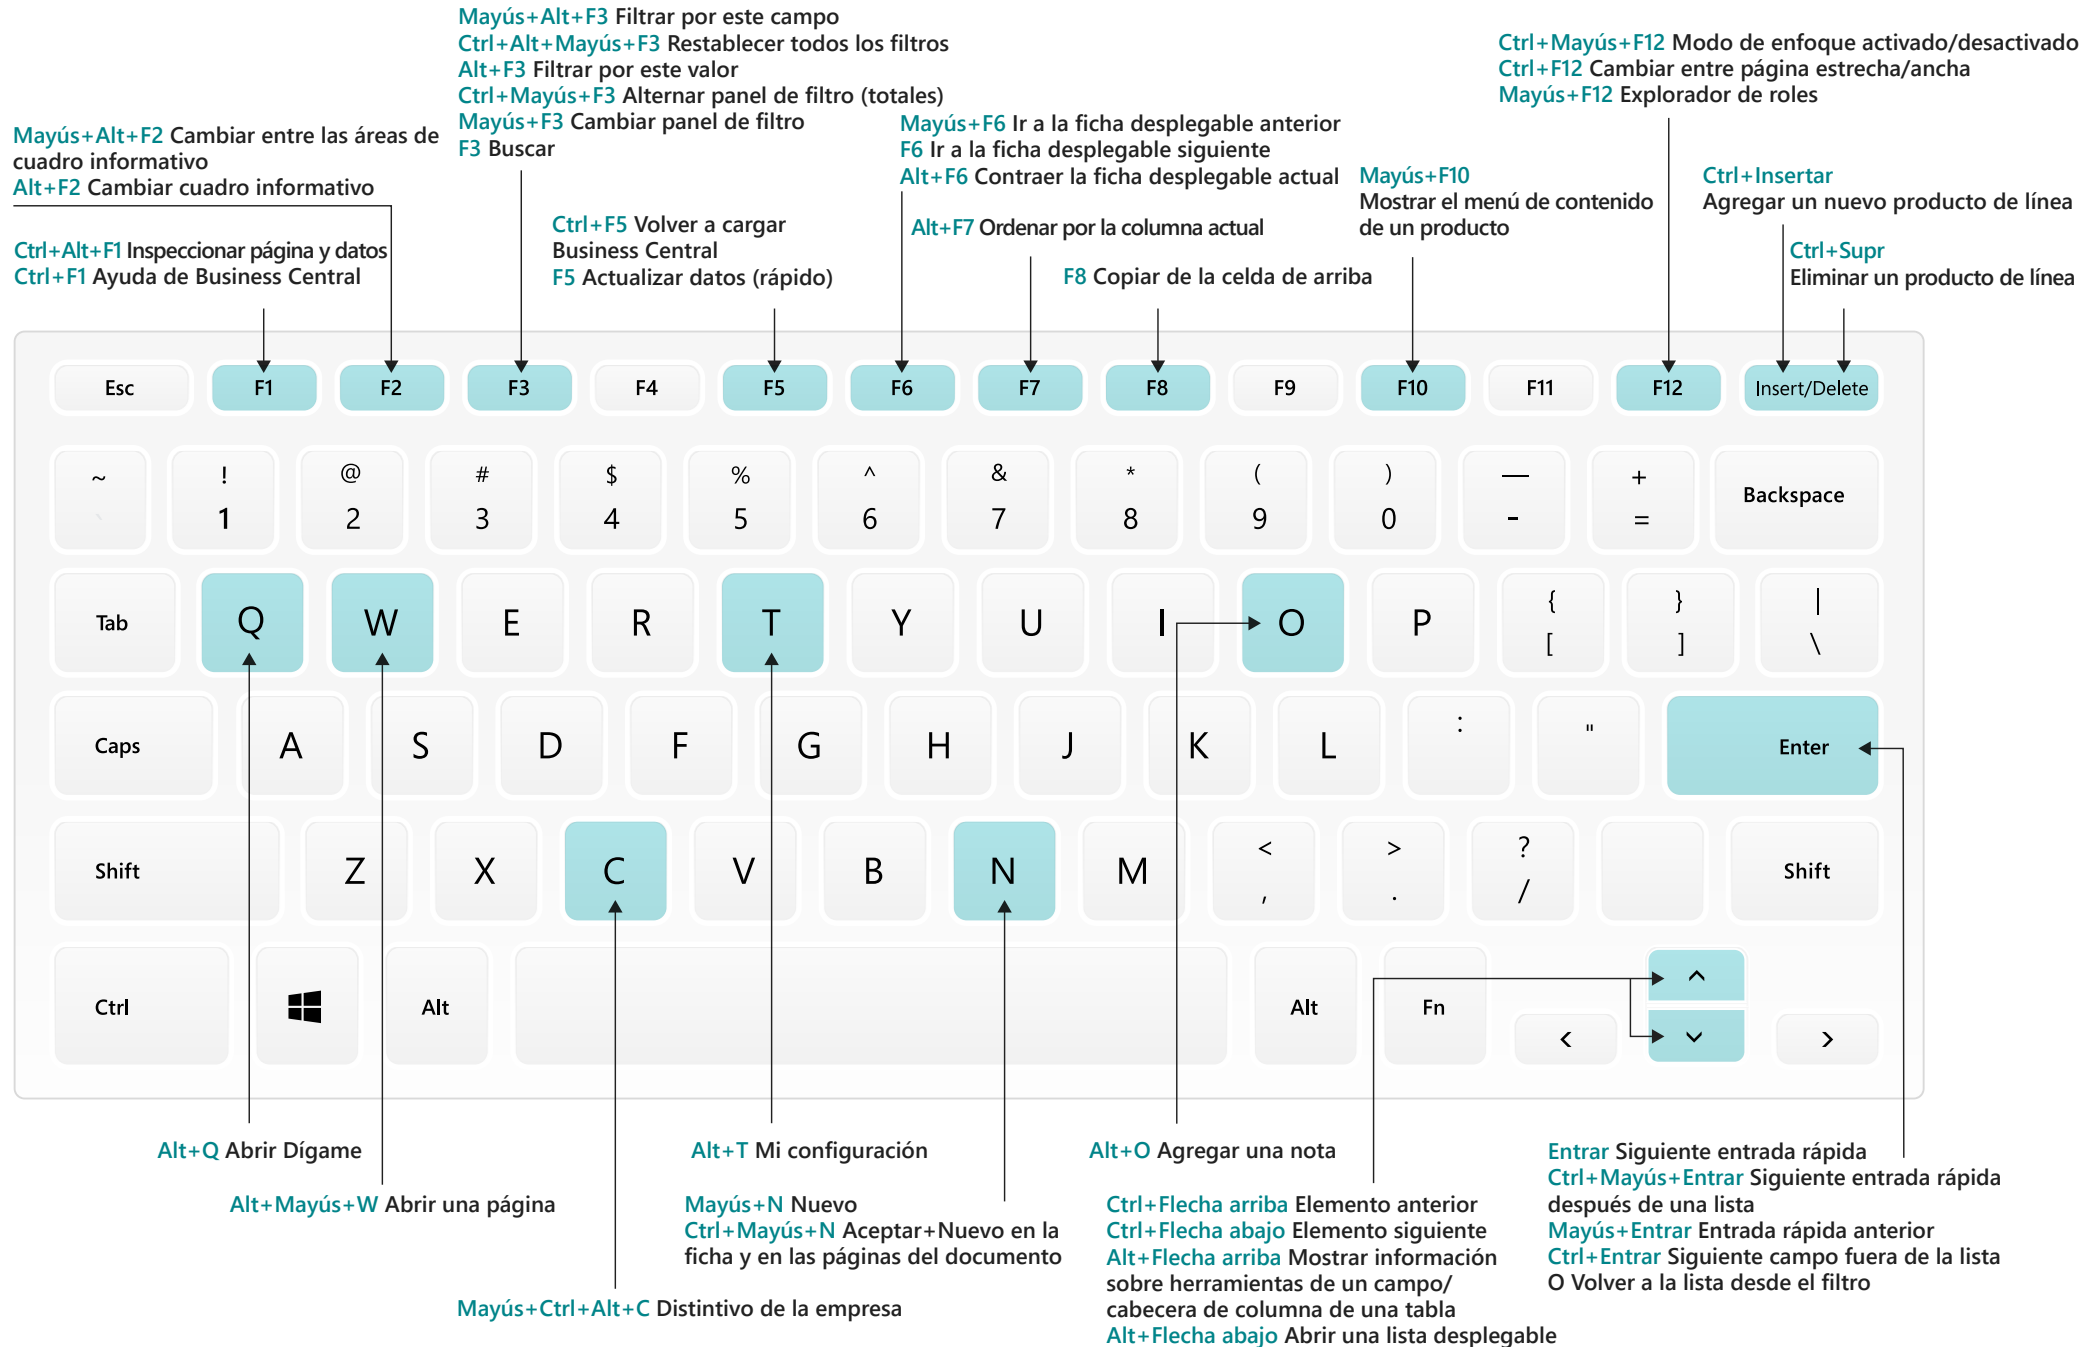 Mayús+Alt+F3 Filtrar por este campo
Ctrl+Alt+Mayús+F3 Restablecer todos los filtros
Alt+F3 Filtrar por este valor
Ctrl+Mayús+F3 Alternar panel de filtro (totales)
Mayús+F3 Cambiar panel de filtro
F3 Buscar
Ctrl+Mayús+F12 Modo de enfoque activado/desactivado
Ctrl+F12 Cambiar entre página estrecha/ancha
Mayús+F12 Explorador de roles
Mayús+Alt+F2 Cambiar entre las áreas de
cuadro informativo
Alt+F2 Cambiar cuadro informativo
Mayús+F6 Ir a la ficha desplegable anterior
F6 Ir a la ficha desplegable siguiente
Alt+F6 Contraer la ficha desplegable actual
Mayús+F10
Mostrar el menú de contenido
de un producto
Ctrl+Insertar
Agregar un nuevo producto de línea
Ctrl+Alt+F1 Inspeccionar página y datos
Ctrl+F1 Ayuda de Business Central
Ctrl+F5 Volver a cargar
Business Central
F5 Actualizar datos (rápido)
Alt+F7 Ordenar por la columna actual
F8 Copiar de la celda de arriba
Ctrl+Supr
Eliminar un producto de línea
Esc F1 F2 F3 F4 F5 F6 F7 F8 F9 F10 F11 F12 Insert/Delete
~ ! @ # $ % ^ & * ( ) — +
` 1 2 3 4 5 6 7 8 9 0 - = Backspace
Tab Q W E R T Y U I O P { [ } ] | \
Caps A S D F G H J K L : " Enter
Shift Z X C V B N M < , > . ? / Shift
Ctrl Alt Alt Fn
Alt+Q Abrir Dígame
Alt+Mayús+W Abrir una página
Alt+T Mi configuración
Mayús+N Nuevo
Ctrl+Mayús+N Aceptar+Nuevo en la
ficha y en las páginas del documento
Mayús+Ctrl+Alt+C Distintivo de la empresa
Alt+O Agregar una nota
Ctrl+Flecha arriba Elemento anterior
Ctrl+Flecha abajo Elemento siguiente
Alt+Flecha arriba Mostrar información
sobre herramientas de un campo/
cabecera de columna de una tabla
Alt+Flecha abajo Abrir una lista desplegable
Entrar Siguiente entrada rápida
Ctrl+Mayús+Entrar Siguiente entrada rápida
después de una lista
Mayús+Entrar Entrada rápida anterior
Ctrl+Entrar Siguiente campo fuera de la lista
O Volver a la lista desde el filtro